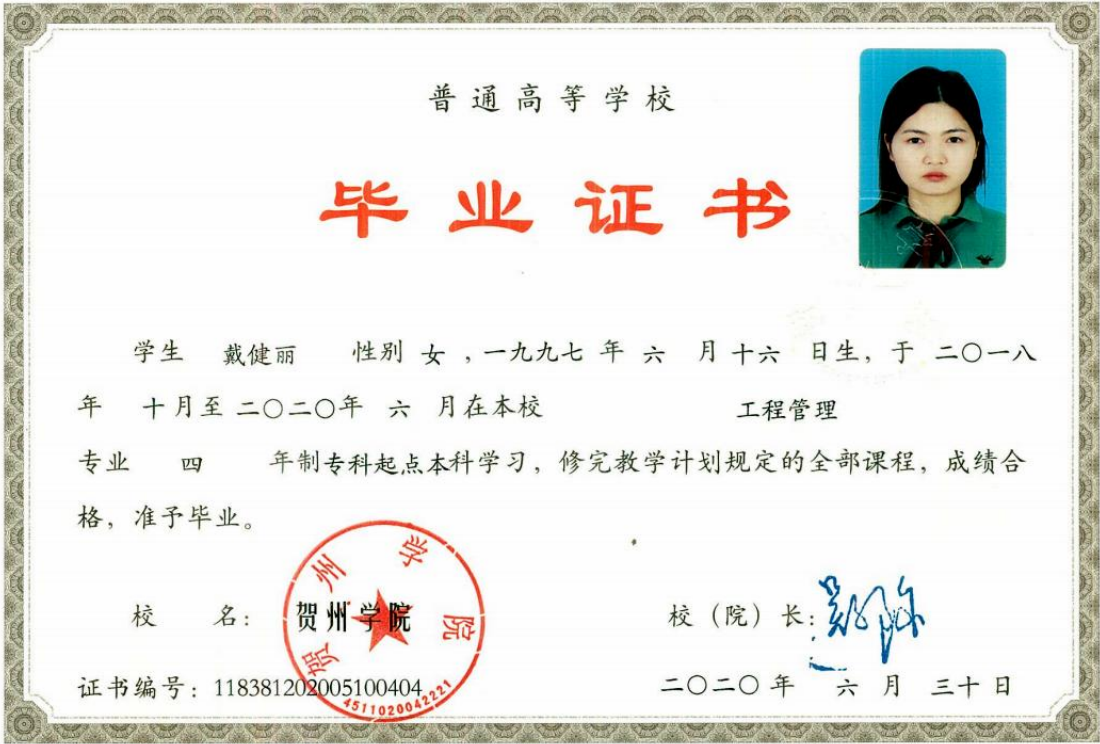 普通高等学校
毕业证书
学生 戴健丽 性别 女 ，一九九七 年 六 月 十六 日生，于 二〇一八
年 十月至 二〇二〇年 六 月在本校 工程管理
专业 四 年制专科起点本科学习，修完教学计划规定的全部课程，成绩合
格，准予毕业。
校 名： 贺州学院
校（院）长：
贺州学院
4511020042221
证书编号：118381202005100404
二〇二〇年 六 月 三十 日